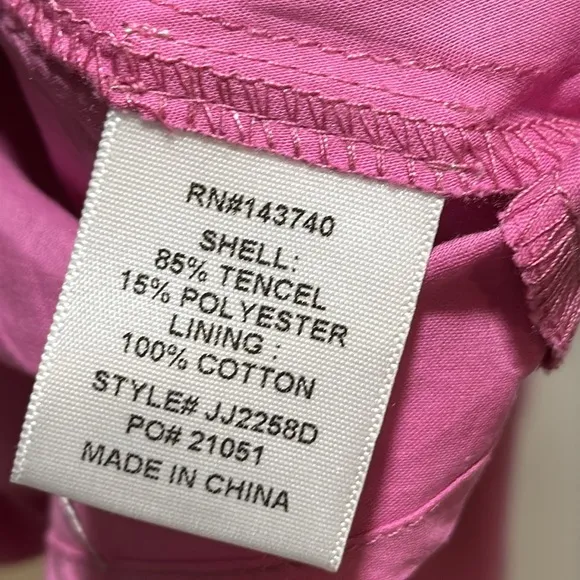 RN#143740
SHELL:
85% TENCEL
15% POLYESTER
LINING :
100% COTTON
STYLE# JJ2258D
PO# 21051
MADE IN CHINA